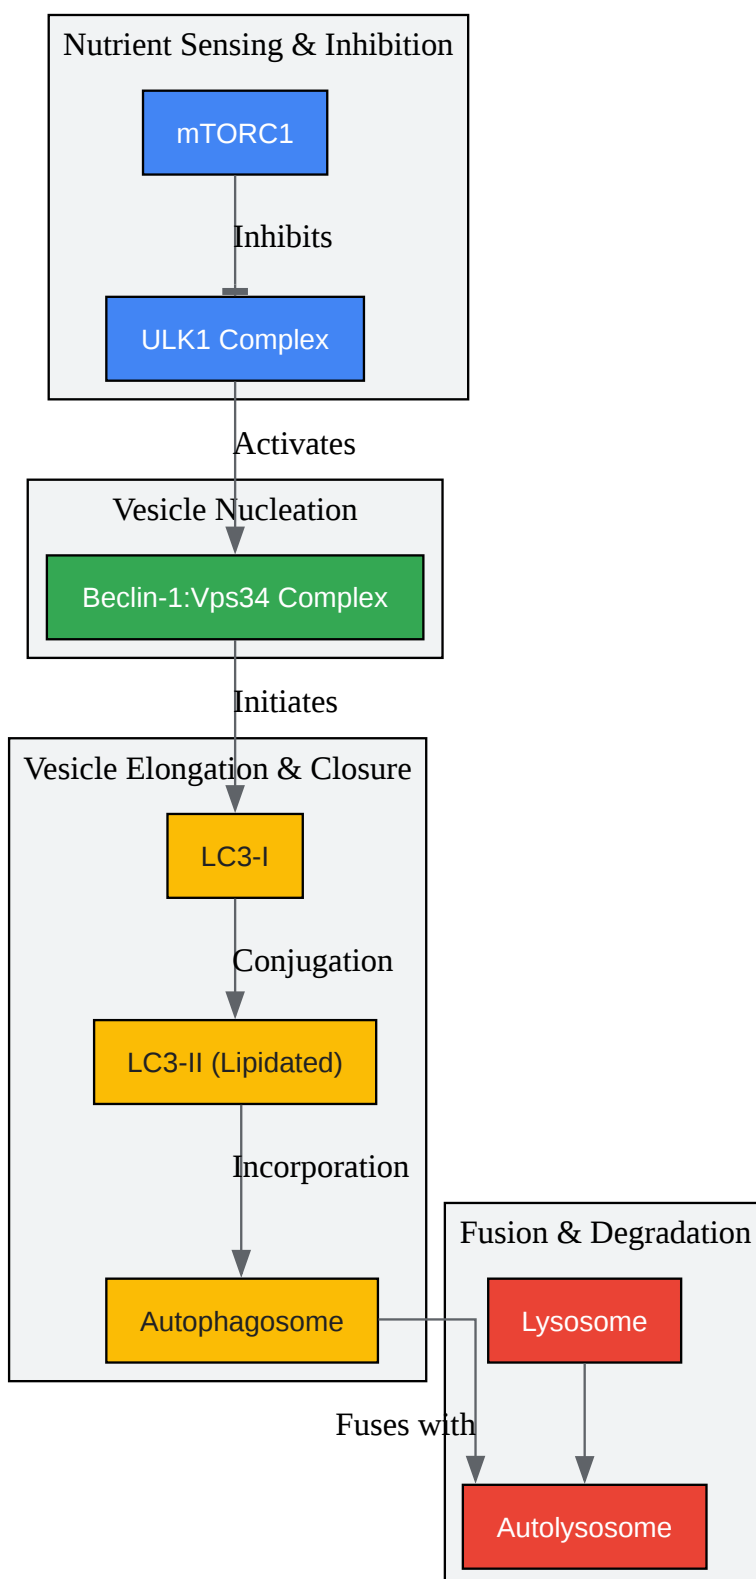 Nutrient Sensing & Inhibition
mTORC1
Inhibits
ULK1 Complex
Activates
Vesicle Nucleation
Beclin-1:Vps34 Complex
Initiates
Vesicle Elongation & Closure
LC3-I
Conjugation
LC3-II (Lipidated)
Incorporation
Autophagosome
Fusion & Degradation
Lysosome
Fuses with
Autolysosome